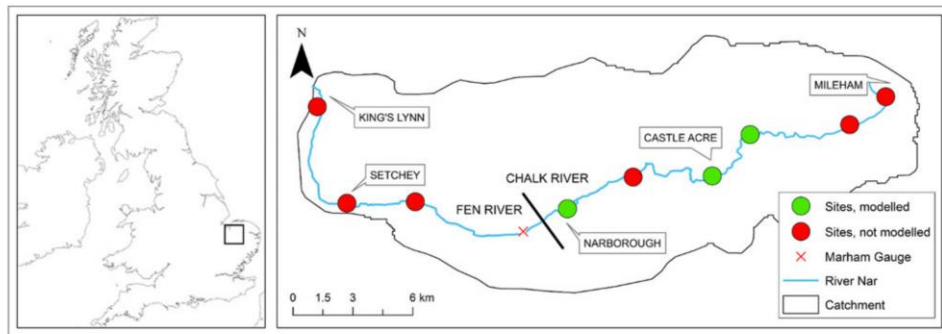 N
MILEHAM
KING'S LYNN
CASTLE ACRE
SETCHEY
CHALK RIVER
FEN RIVER
NARBOROUGH
0 1.5 3 6 km
Sites, modelled
Sites, not modelled
Marham Gauge
River Nar
Catchment